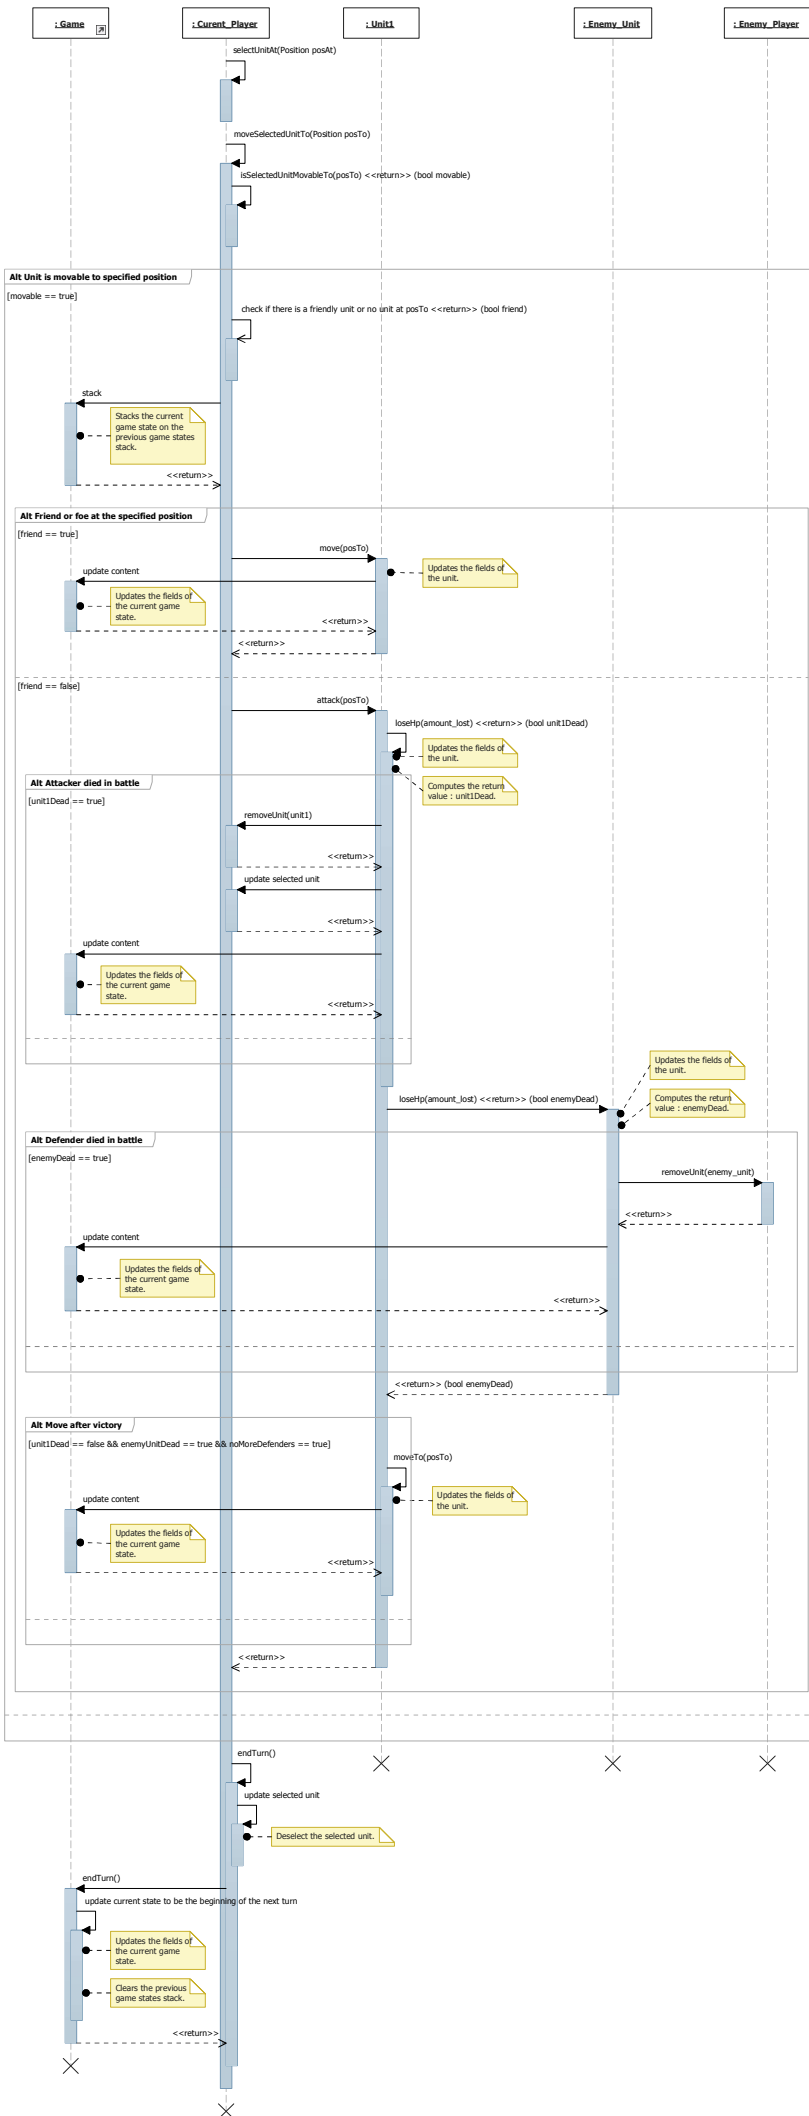 : Game
: Curent_Player
: Unit1
: Enemy_Unit
: Enemy_Player
selectUnitAt(Position posAt)
moveSelectedUnitTo(Position posTo)
isSelectedUnitMovableTo(posTo) <<return>> (bool movable)
Alt Unit is movable to specified position
[movable == true]
check if there is a friendly unit or no unit at posTo <<return>> (bool friend)
stack
Stacks the current
game state on the
previous game states
stack.
<<return>>
Alt Friend or foe at the specified position
[friend == true]
move(posTo)
Updates the fields of
the unit.
update content
Updates the fields of
the current game
state.
<<return>>
<<return>>
[friend == false]
attack(posTo)
loseHp(amount_lost) <<return>> (bool unit1Dead)
Updates the fields of
the unit.
Computes the return
value : unit1Dead.
Alt Attacker died in battle
[unit1Dead == true]
removeUnit(unit1)
<<return>>
update selected unit
<<return>>
update content
Updates the fields of
the current game
state.
<<return>>
Updates the fields of
the unit.
Computes the return
value : enemyDead.
loseHp(amount_lost) <<return>> (bool enemyDead)
Alt Defender died in battle
[enemyDead == true]
removeUnit(enemy_unit)
<<return>>
update content
Updates the fields of
the current game
state.
<<return>>
<<return>> (bool enemyDead)
Alt Move after victory
[unit1Dead == false && enemyUnitDead == true && noMoreDefenders == true]
moveTo(posTo)
Updates the fields of
the unit.
update content
Updates the fields of
the current game
state.
<<return>>
<<return>>
endTurn()
update selected unit
Deselect the selected unit.
endTurn()
update current state to be the beginning of the next turn
Updates the fields of
the current game
state.
Clears the previous
game states stack.
<<return>>